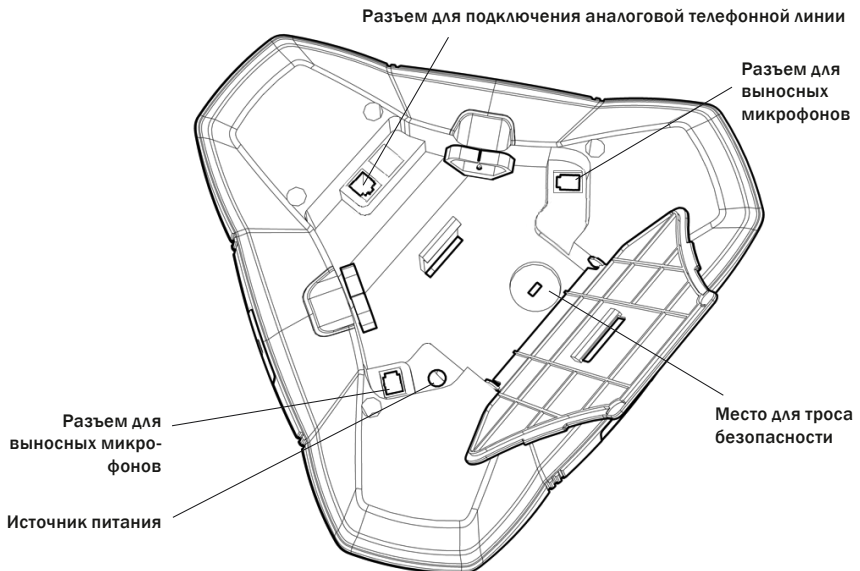 Разъем для подключения аналоговой телефонной линии
Разъем для
выносных
микрофонов
Разъем для
выносных микро-
фонов
Место для троса
безопасности
Источник питания